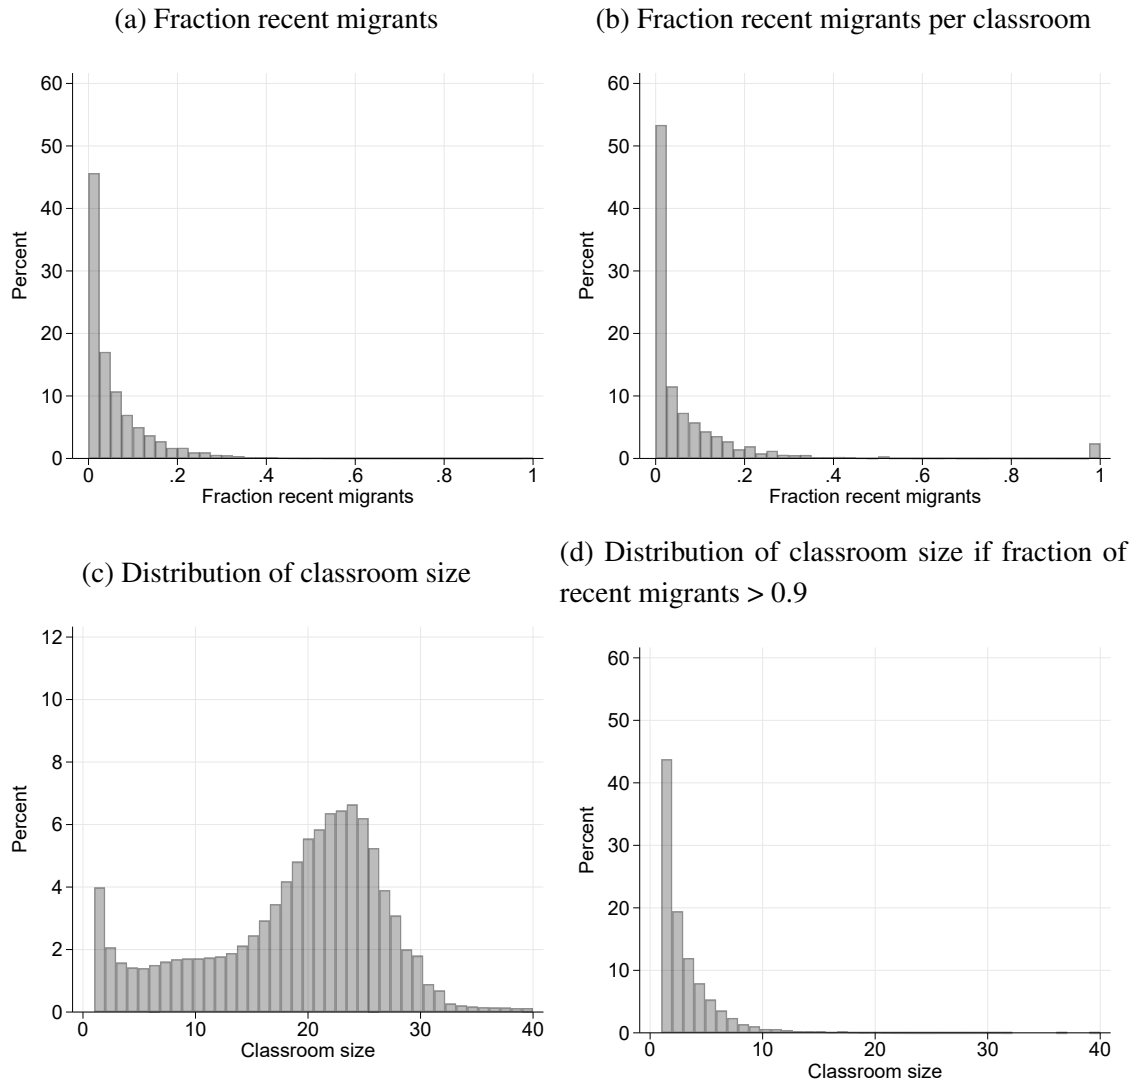 (a) Fraction recent migrants
60
50
40
30
20
10
0
Percent
0 .2 .4 .6 .8 1
Fraction recent migrants
(b) Fraction recent migrants per classroom
60
50
40
30
20
10
0
Percent
0 .2 .4 .6 .8 1
Fraction recent migrants
(c) Distribution of classroom size
12
10
8
6
4
2
0
Percent
0 10 20 30 40
Classroom size
(d) Distribution of classroom size if fraction of
recent migrants > 0.9
60
50
40
30
20
10
0
Percent
0 10 20 30 40
Classroom size